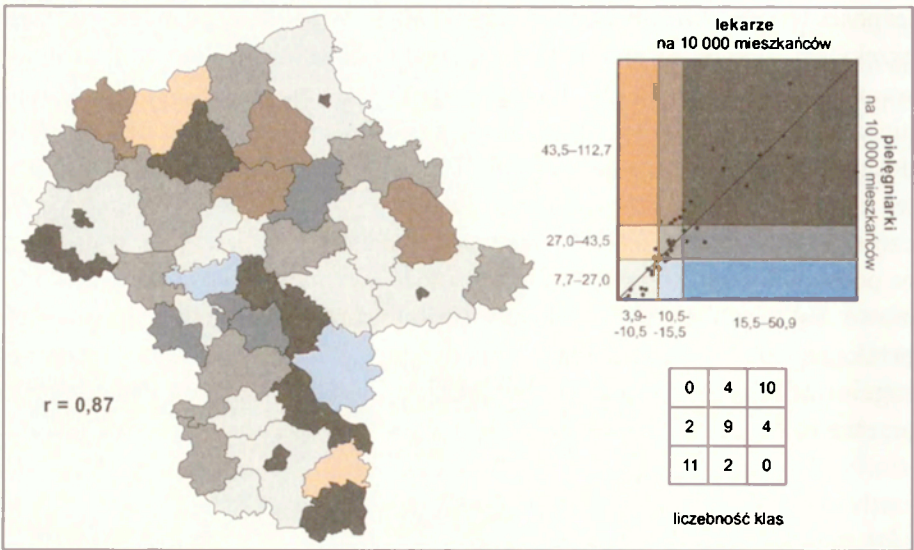 lekarze
na 10 000 mieszkańców
43,5–112,7
27,0–43,5
7,7–27,0
pielęgniarki
na 10 000 mieszkańców
3,9- 10,5- 15,5–50,9
-10,5 -15,5
r = 0,87
0 4 10
2 9 4
11 2 0
liczebność klas